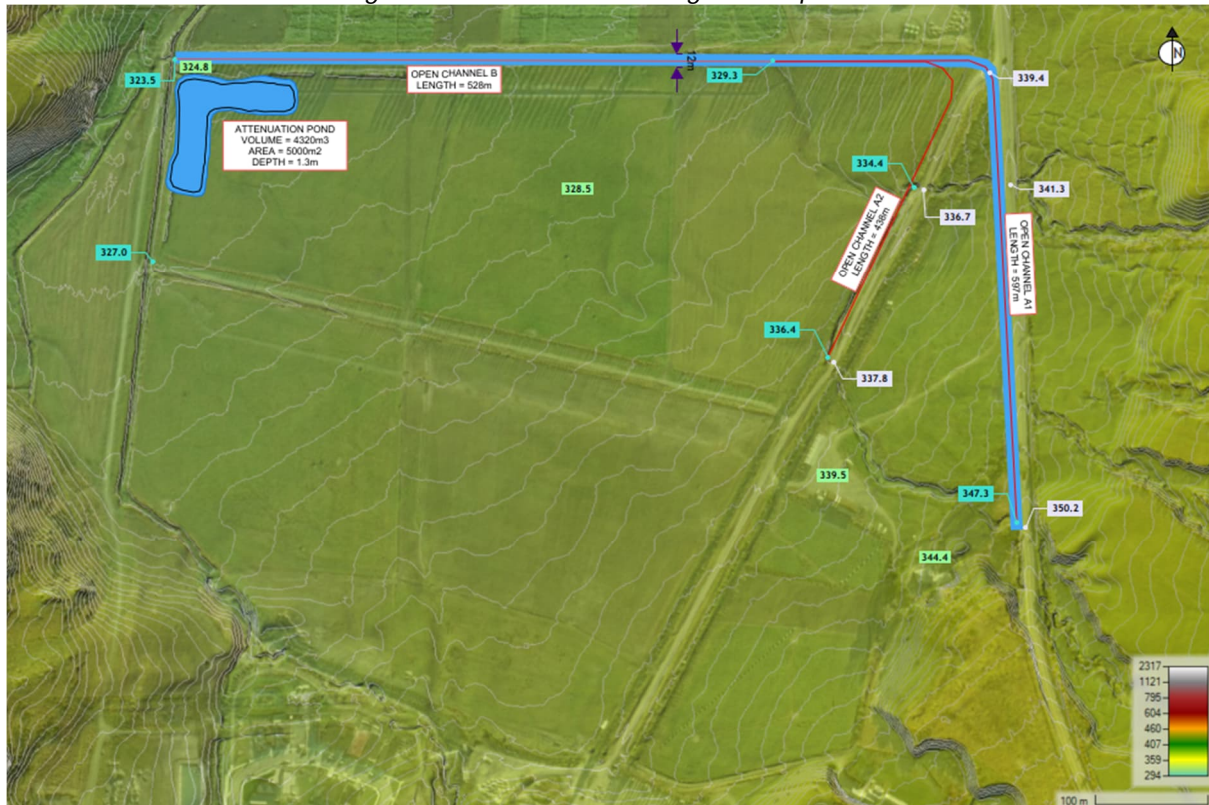 N
323.5
324.8
OPEN CHANNEL B
LENGTH = 528m
12m
329.3
339.4
ATTENUATION POND
VOLUME = 4320m3
AREA = 5000m2
DEPTH = 1.3m
334.4
328.5
341.3
336.7
OPEN CHANNEL A2
LENGTH = 438m
OPEN CHANNEL A1
LENGTH = 597m
327.0
336.4
337.8
339.5
347.3
350.2
344.4
2317
1121
795
604
460
407
359
294
100 m